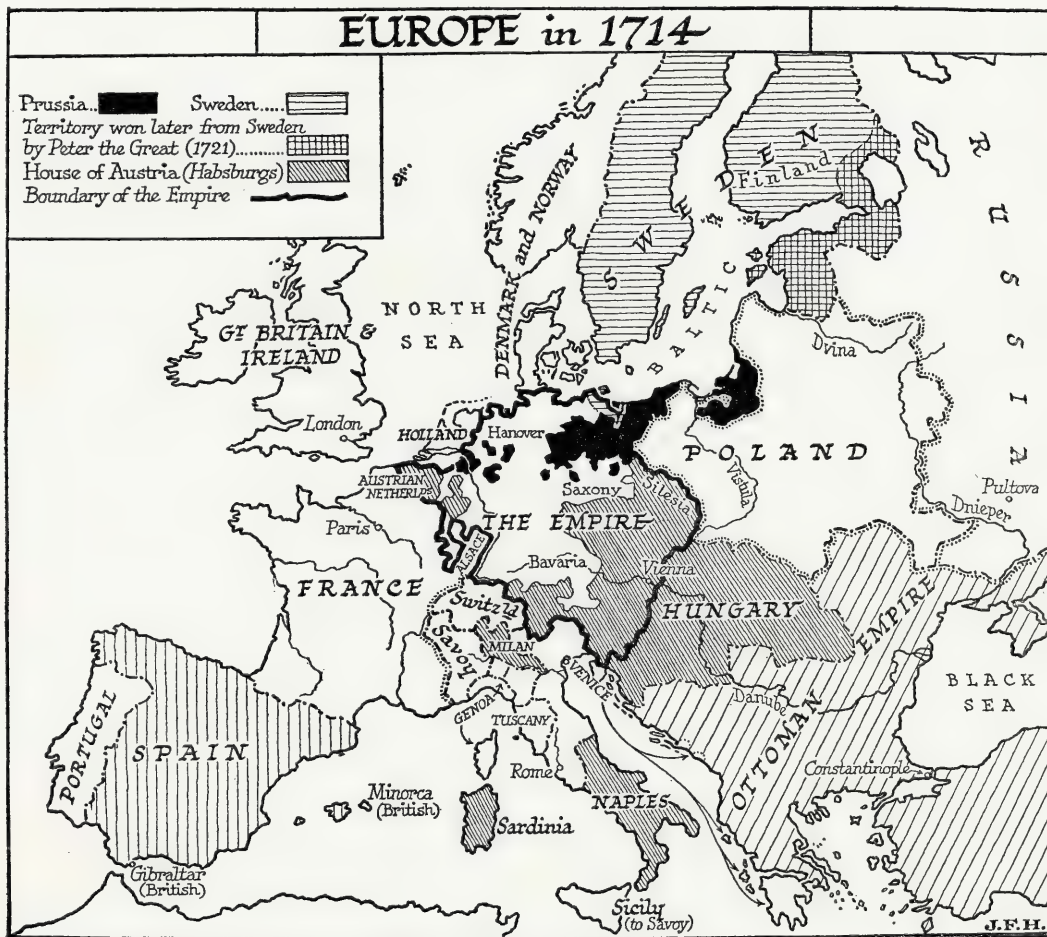 EUROPE in 1714
Prussia.. Sweden.....
Territory won later from Sweden
by Peter the Great (1721)..........
House of Austria (Habsburgs)
Boundary of the Empire
SWEDEN
Finland
RUSSIA
DENMARK and NORWAY
NORTH
SEA
BALTIC
Gᵀ BRITAIN &
IRELAND
London
Dvina
HOLLAND
Hanover
POLAND
AUSTRIAN
NETHERLDS
Saxony
Silesia
Vistula
Pultova
Dnieper
Paris
THE EMPIRE
ALSACE
Bavaria
Vienna
FRANCE
Switzld
HUNGARY
Savoy
MILAN
VENICE
OTTOMAN EMPIRE
BLACK
SEA
GENOA
TUSCANY
Danube
PORTUGAL
SPAIN
Rome
Constantinople
Minorca
(British)
Sardinia
NAPLES
Gibraltar
(British)
Sicily
(to Savoy)
J.F.H.